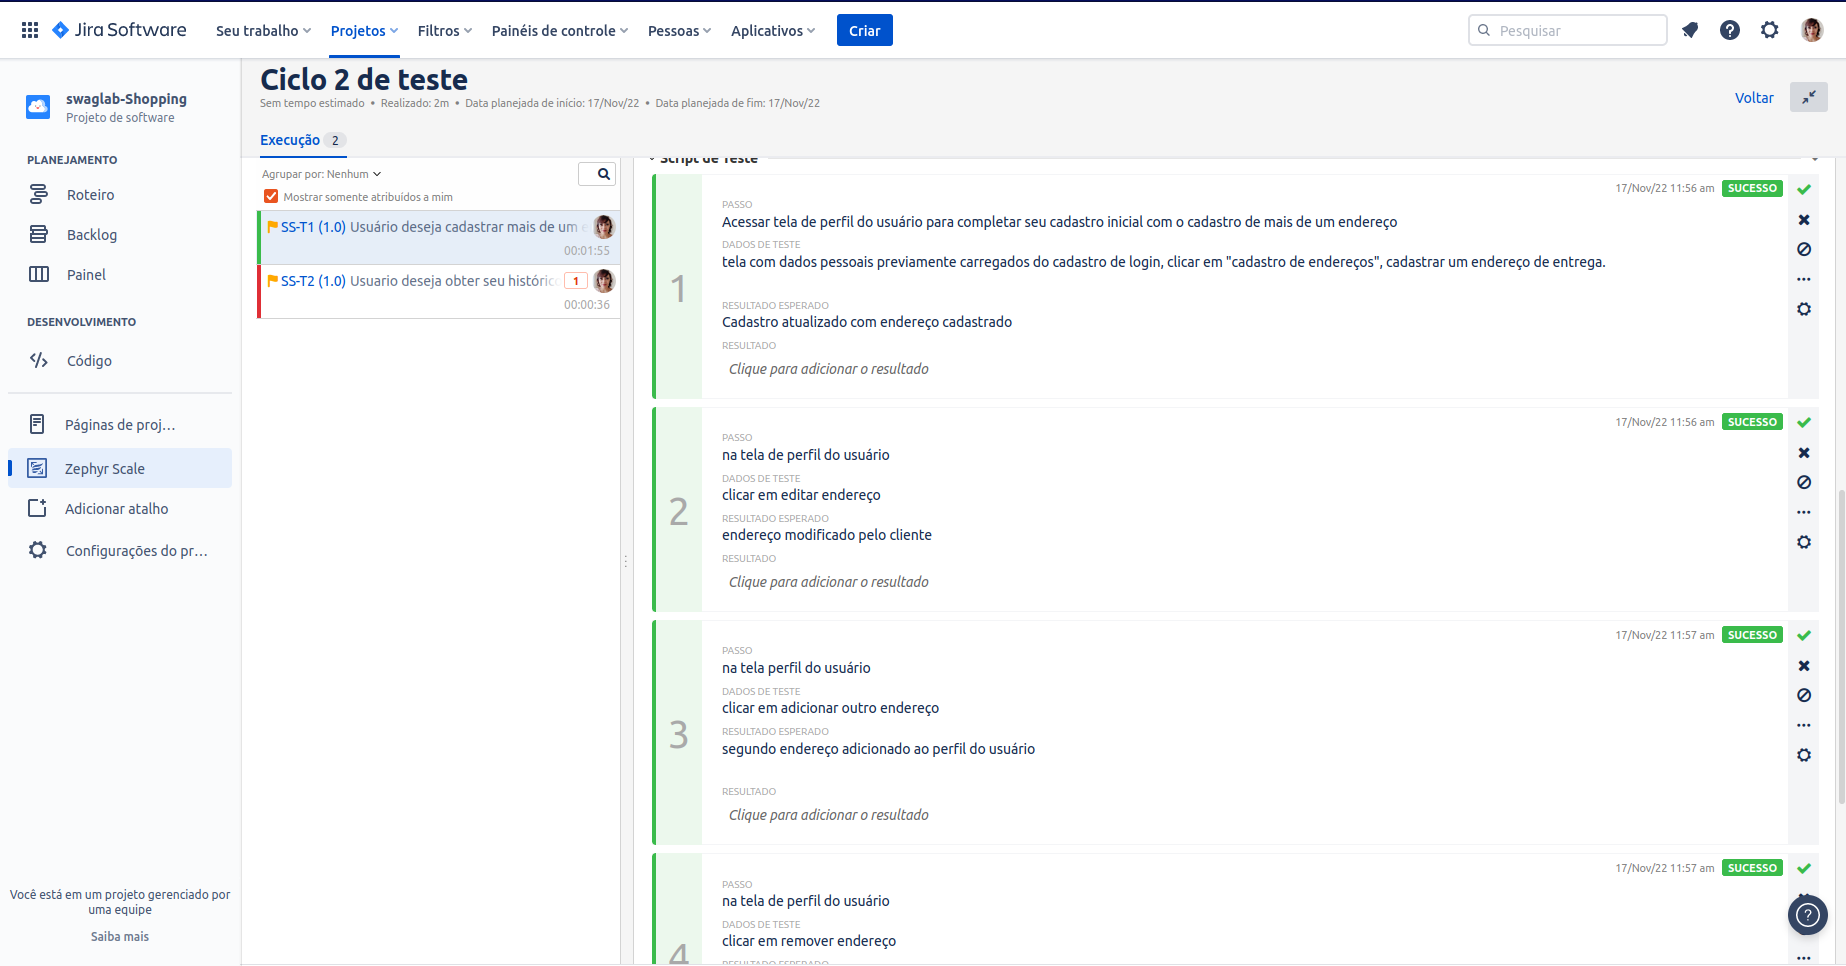 Jira Software
Seu trabalho
Projetos
Filtros
Painéis de controle
Pessoas
Aplicativos
Criar
Pesquisar
swaglab-Shopping
Projeto de software
PLANEJAMENTO
Roteiro
Backlog
Painel
DESENVOLVIMENTO
Código
Páginas de proj...
Zephyr Scale
Adicionar atalho
Configurações do pr...
Você está em um projeto gerenciado por
uma equipe
Saiba mais
Ciclo 2 de teste
Sem tempo estimado • Realizado: 2m • Data planejada de início: 17/Nov/22 • Data planejada de fim: 17/Nov/22
Voltar
Execução 2
Agrupar por: Nenhum
Mostrar somente atribuídos a mim
SS-T1 (1.0) Usuário deseja cadastrar mais de um
00:01:55
SS-T2 (1.0) Usuario deseja obter seu históric 1
00:00:36
Script de Teste
17/Nov/22 11:56 am SUCESSO
1
PASSO
Acessar tela de perfil do usuário para completar seu cadastro inicial com o cadastro de mais de um endereço
DADOS DE TESTE
tela com dados pessoais previamente carregados do cadastro de login, clicar em "cadastro de endereços", cadastrar um endereço de entrega.
RESULTADO ESPERADO
Cadastro atualizado com endereço cadastrado
RESULTADO
Clique para adicionar o resultado
17/Nov/22 11:56 am SUCESSO
2
PASSO
na tela de perfil do usuário
DADOS DE TESTE
clicar em editar endereço
RESULTADO ESPERADO
endereço modificado pelo cliente
RESULTADO
Clique para adicionar o resultado
17/Nov/22 11:57 am SUCESSO
3
PASSO
na tela perfil do usuário
DADOS DE TESTE
clicar em adicionar outro endereço
RESULTADO ESPERADO
segundo endereço adicionado ao perfil do usuário
RESULTADO
Clique para adicionar o resultado
17/Nov/22 11:57 am SUCESSO
4
PASSO
na tela de perfil do usuário
DADOS DE TESTE
clicar em remover endereço
RESULTADO ESPERADO